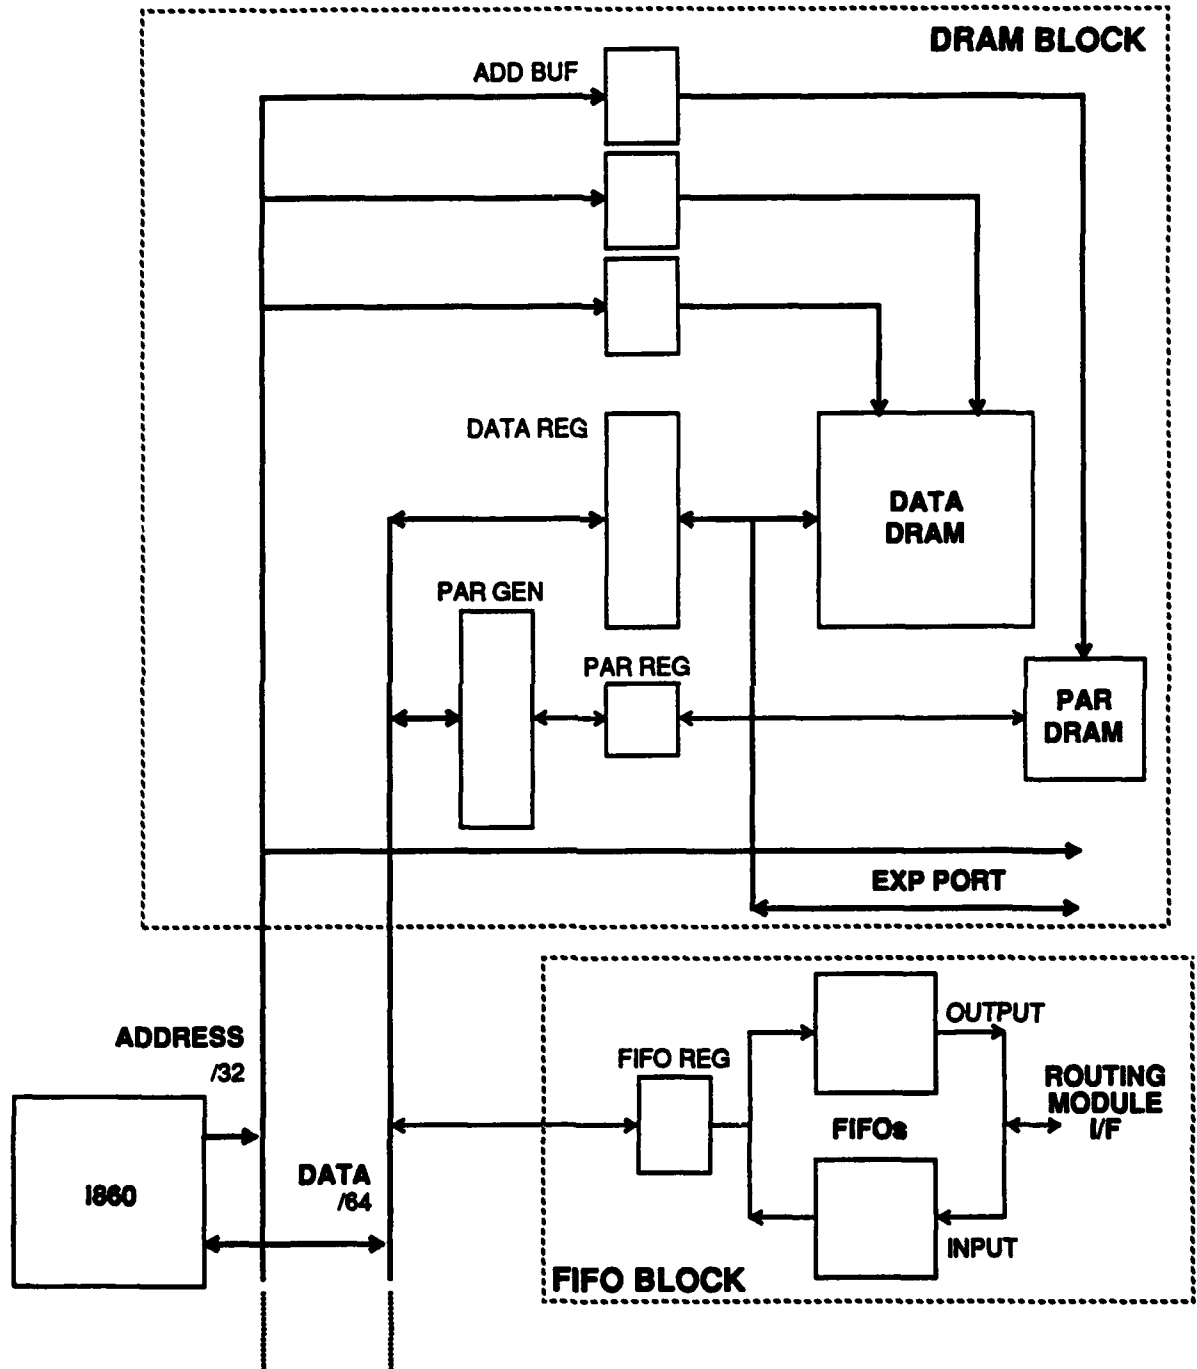 DRAM BLOCK
ADD BUF
DATA REG
DATA
DRAM
PAR GEN
PAR REG
PAR
DRAM
EXP PORT
ADDRESS
/32
OUTPUT
FIFO REG
ROUTING
MODULE
I/F
FIFOs
I860
DATA
/64
INPUT
FIFO BLOCK